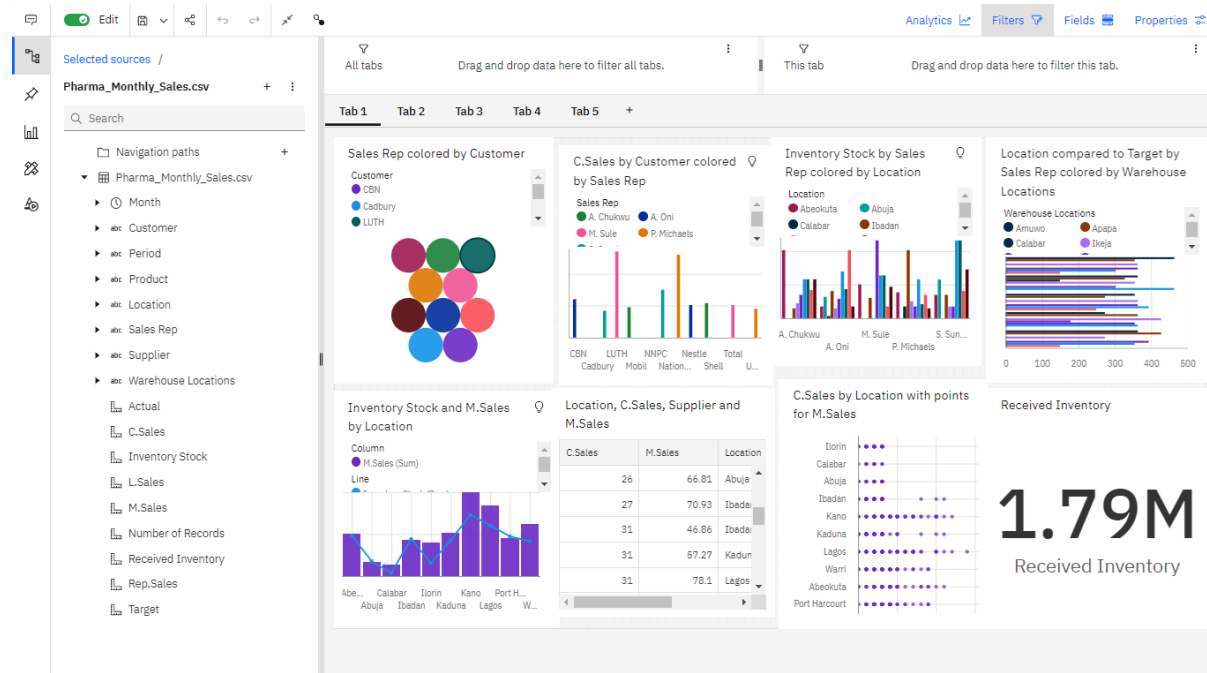 Edit
Analytics
Filters
Fields
Properties
Selected sources /
Pharma_Monthly_Sales.csv
Search
Navigation paths
Pharma_Monthly_Sales.csv
Month
abc Customer
abc Period
abc Product
abc Location
abc Sales Rep
abc Supplier
abc Warehouse Locations
Actual
C.Sales
Inventory Stock
L.Sales
M.Sales
Number of Records
Received Inventory
Rep.Sales
Target
All tabs
Drag and drop data here to filter all tabs.
This tab
Drag and drop data here to filter this tab.
Tab 1 Tab 2 Tab 3 Tab 4 Tab 5 +
Sales Rep colored by Customer
Customer
CBN
Cadbury
LUTH
C.Sales by Customer colored
by Sales Rep
Sales Rep
A. Chukwu A. Oni
M. Sule P. Michaels
CBN LUTH NNPC Nestle Total
Cadbury Mobil Nation... Shell U...
Inventory Stock by Sales
Rep colored by Location
Location
Abeokuta Abuja
Calabar Ibadan
A. Chukwu M. Sule S. Sun...
A. Oni P. Michaels
Location compared to Target by
Sales Rep colored by Warehouse
Locations
Warehouse Locations
Amuwo Apapa
Calabar Ikeja
0 100 200 300 400 500
Inventory Stock and M.Sales
by Location
Column
M.Sales (Sum)
Line
Abe... Calabar Ilorin Kano Port H...
Abuja Ibadan Kaduna Lagos W...
Location, C.Sales, Supplier and
M.Sales
C.Sales M.Sales Location
26 66.81 Abuja
27 70.93 Ibadan
31 46.86 Ibadan
31 57.27 Kadun
31 78.1 Lagos
C.Sales by Location with points
for M.Sales
Ilorin
Calabar
Abuja
Ibadan
Kano
Kaduna
Lagos
Warri
Abeokuta
Port Harcourt
Received Inventory
1.79M
Received Inventory